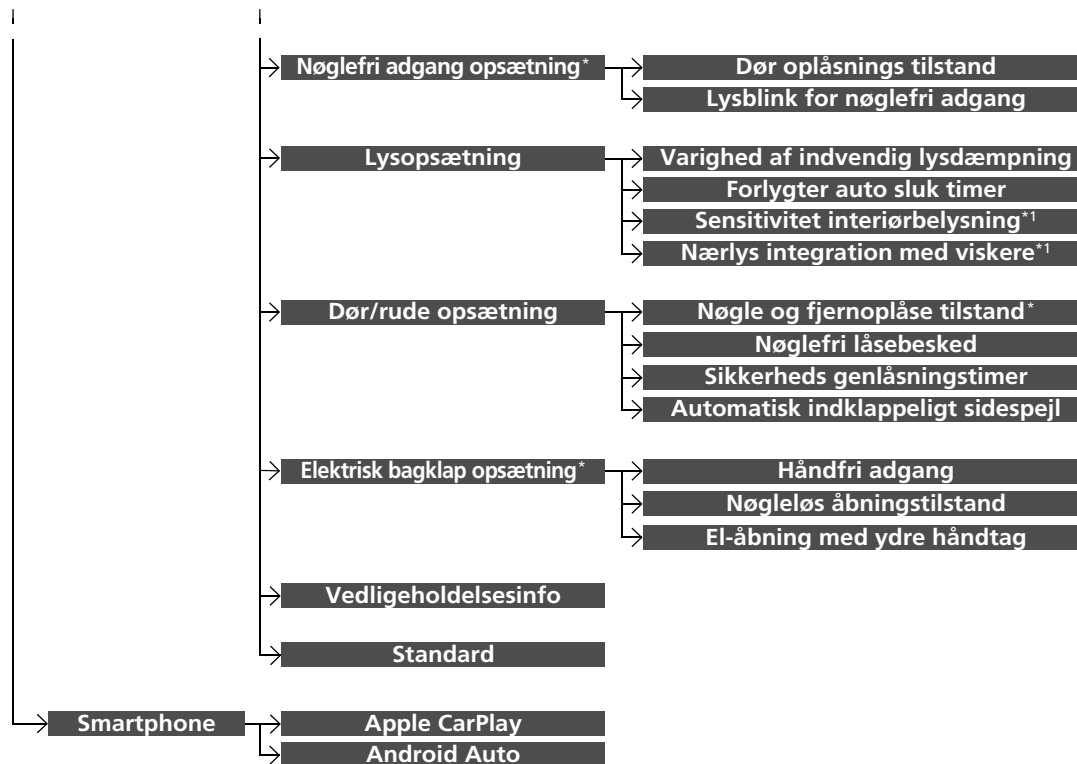 Nøglefri adgang opsætning*
Dør oplåsnings tilstand
Lysblink for nøglefri adgang
Lysopsætning
Varighed af indvendig lysdæmpning
Forlygter auto sluk timer
Sensitivitet interiørbelysning*1
Nærlys integration med viskere*1
Dør/rude opsætning
Nøgle og fjernoplåse tilstand*
Nøglefri låsebesked
Sikkerheds genlåsningstimer
Automatisk indklappeligt sidespejl
Elektrisk bagklap opsætning*
Håndfri adgang
Nøgleløs åbningstilstand
El-åbning med ydre håndtag
Vedligeholdelsesinfo
Standard
Smartphone
Apple CarPlay
Android Auto